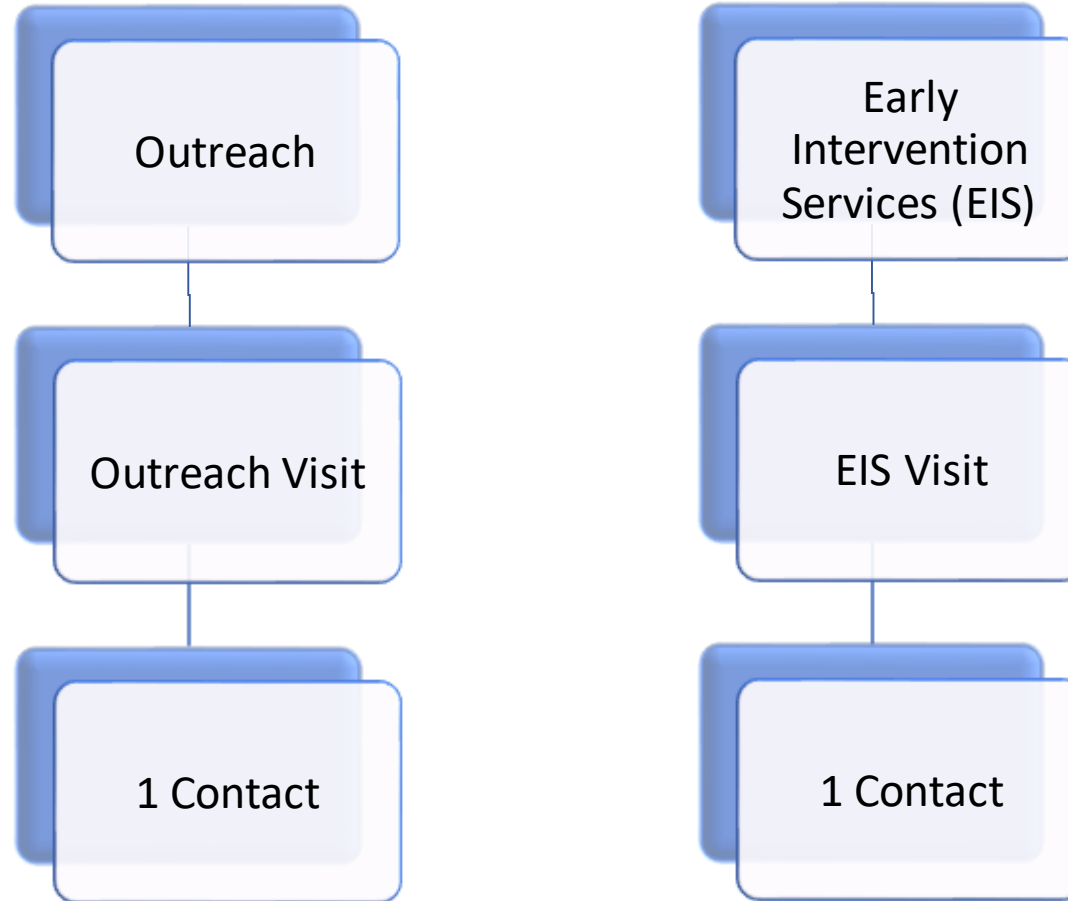 Outreach
Outreach Visit
1 Contact
Early
Intervention
Services (EIS)
EIS Visit
1 Contact